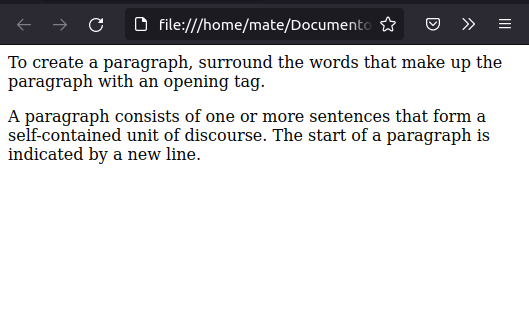 file:///home/mate/Documento
To create a paragraph, surround the words that make up the
paragraph with an opening tag.
A paragraph consists of one or more sentences that form a
self-contained unit of discourse. The start of a paragraph is
indicated by a new line.